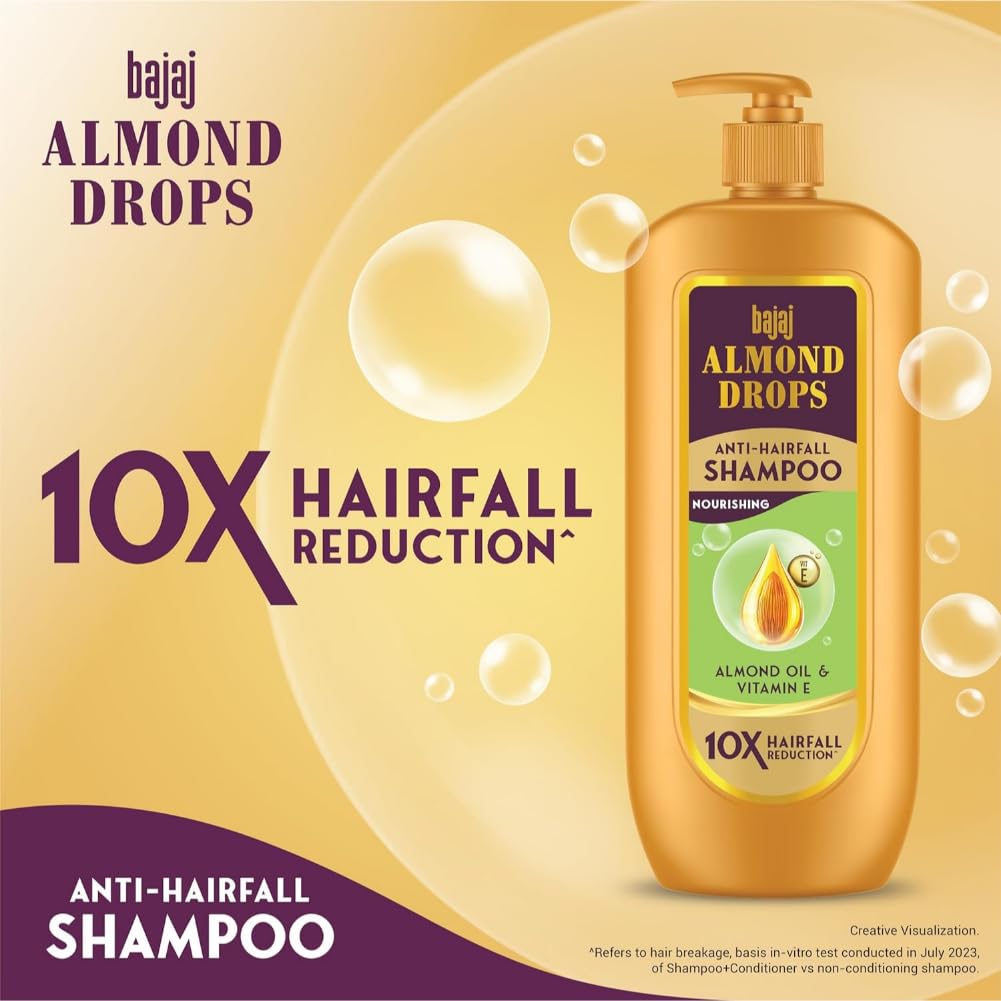 bajaj
ALMOND
DROPS
10X HAIRFALL
REDUCTION^
bajaj
ALMOND
DROPS
ANTI-HAIRFALL
SHAMPOO
NOURISHING
VIT
E
ALMOND OIL &
VITAMIN E
10X HAIRFALL
REDUCTION^
ANTI-HAIRFALL
SHAMPOO
Creative Visualization.
^Refers to hair breakage, basis in-vitro test conducted in July 2023,
of Shampoo+Conditioner vs non-conditioning shampoo.